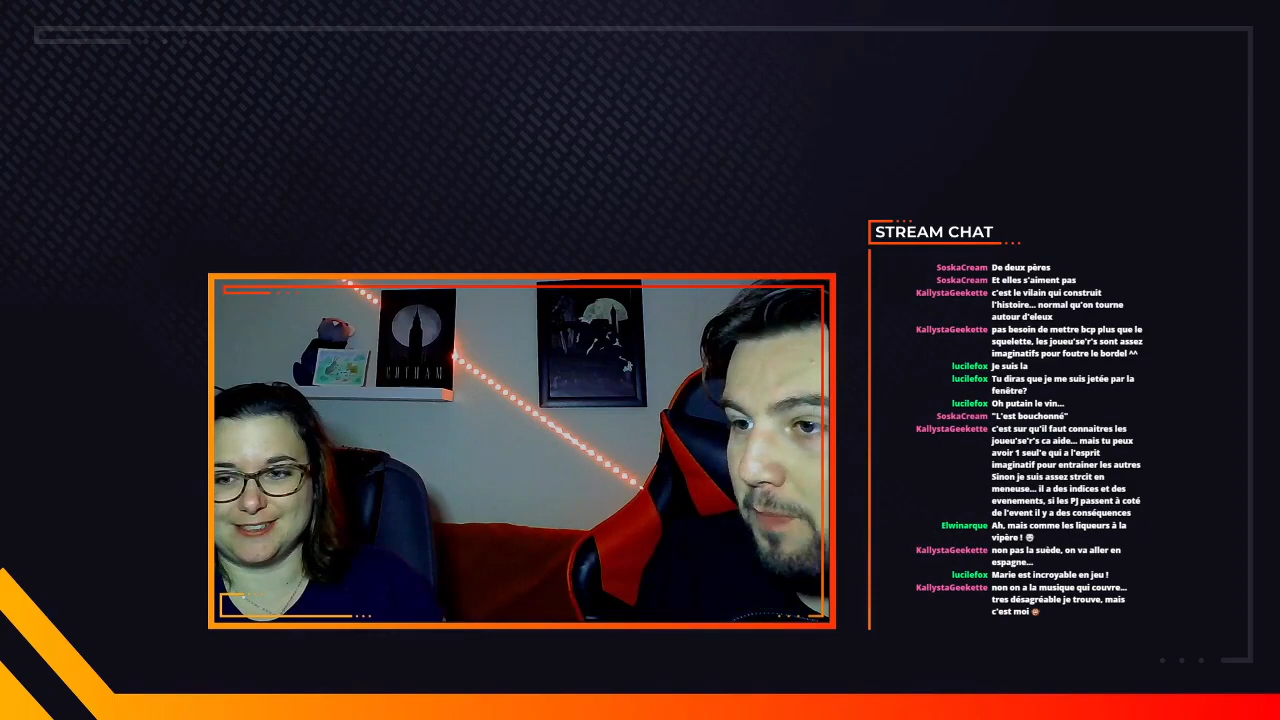 STREAM CHAT
SoskaCream De deux pères
SoskaCream Et elles s'aiment pas
KallystaGeekette c'est le vilain qui construit
l'histoire... normal qu'on tourne
autour d'eleux
KallystaGeekette pas besoin de mettre bcp plus que le
squelette, les joueu'se'r's sont assez
imaginatifs pour foutre le bordel ^^
lucilefox Je suis la
lucilefox Tu diras que je me suis jetée par la
fenêtre?
GOTHAM
lucilefox Oh putain le vin...
SoskaCream "L'est bouchonné"
KallystaGeekette c'est sur qu'il faut connaitres les
joueu'se'r's ca aide... mais tu peux
avoir 1 seul'e qui a l'esprit
imaginatif pour entrainer les autres
Sinon je suis assez strcit en
meneuse... il a des indices et des
evenements, si les PJ passent à coté
de l'event il y a des conséquences
Elwinarque Ah, mais comme les liqueurs à la
vipère !
KallystaGeekette non pas la suède, on va aller en
espagne...
lucilefox Marie est incroyable en jeu !
KallystaGeekette non on a la musique qui couvre...
tres désagréable je trouve, mais
c'est moi